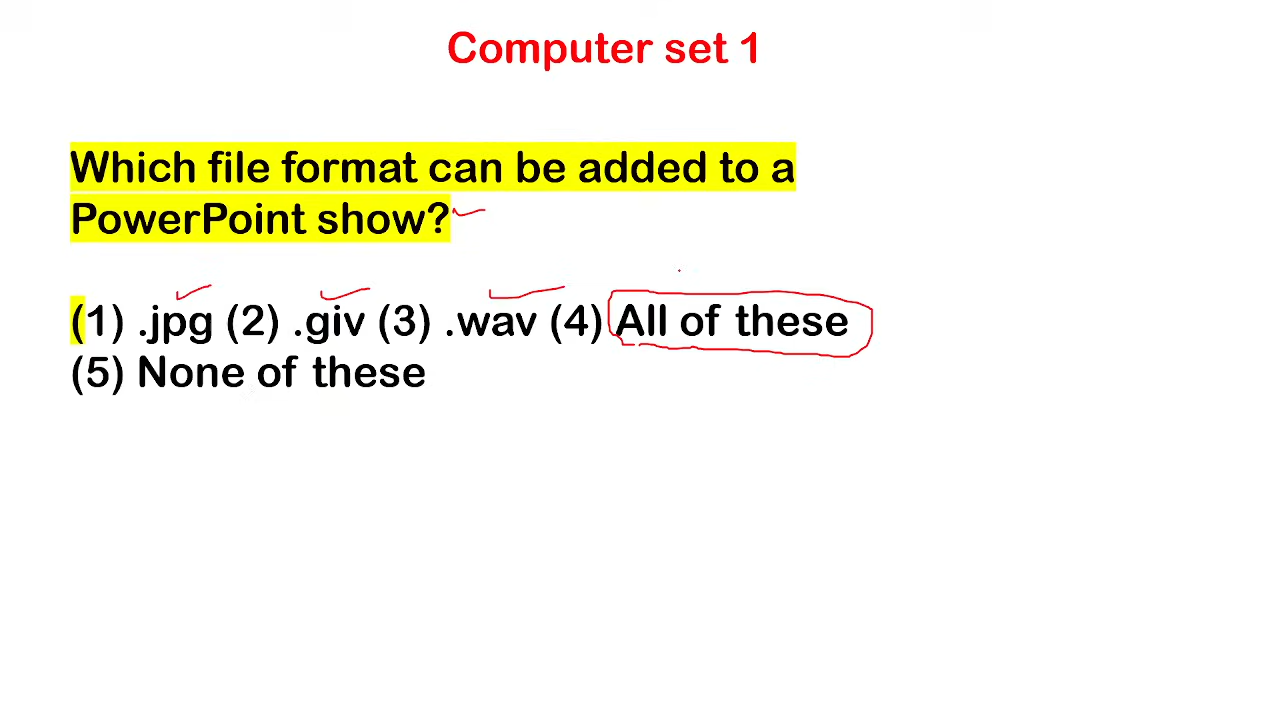 Computer set 1
Which file format can be added to a
PowerPoint show?
(1) .jpg (2) .giv (3) .wav (4) All of these
(5) None of these